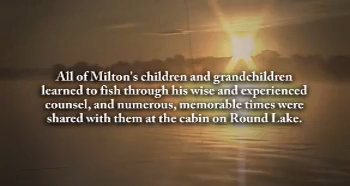 All of Milton's children and grandchildren
learned to fish through his wise and experienced
counsel, and numerous, memorable times were
shared with them at the cabin on Round Lake.